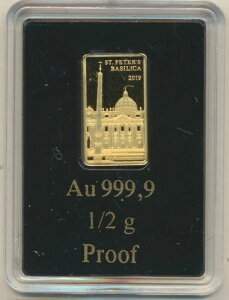 ST. PETER'S
BASILICA
2019
Au 999,9
1/2 g
Proof